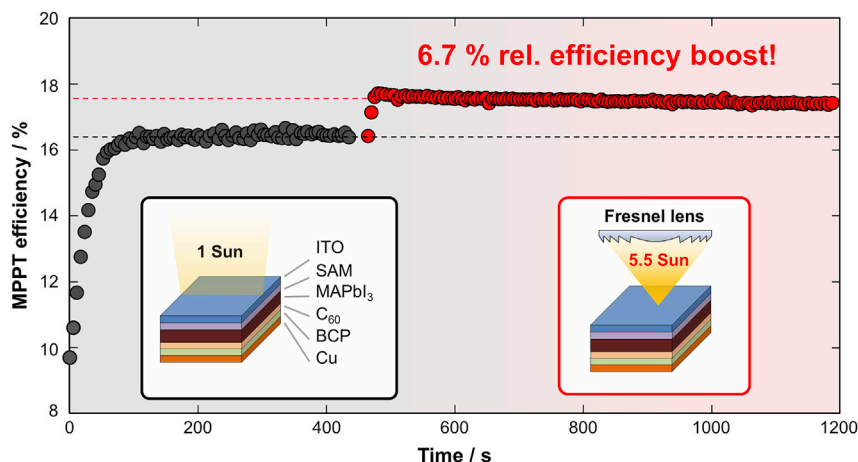 20
18
16
14
12
10
8
MPPT efficiency / %
6.7 % rel. efficiency boost!
1 Sun
ITO
SAM
MAPbI₃
C₆₀
BCP
Cu
Fresnel lens
5.5 Sun
0
200
400
600
800
1000
1200
Time / s